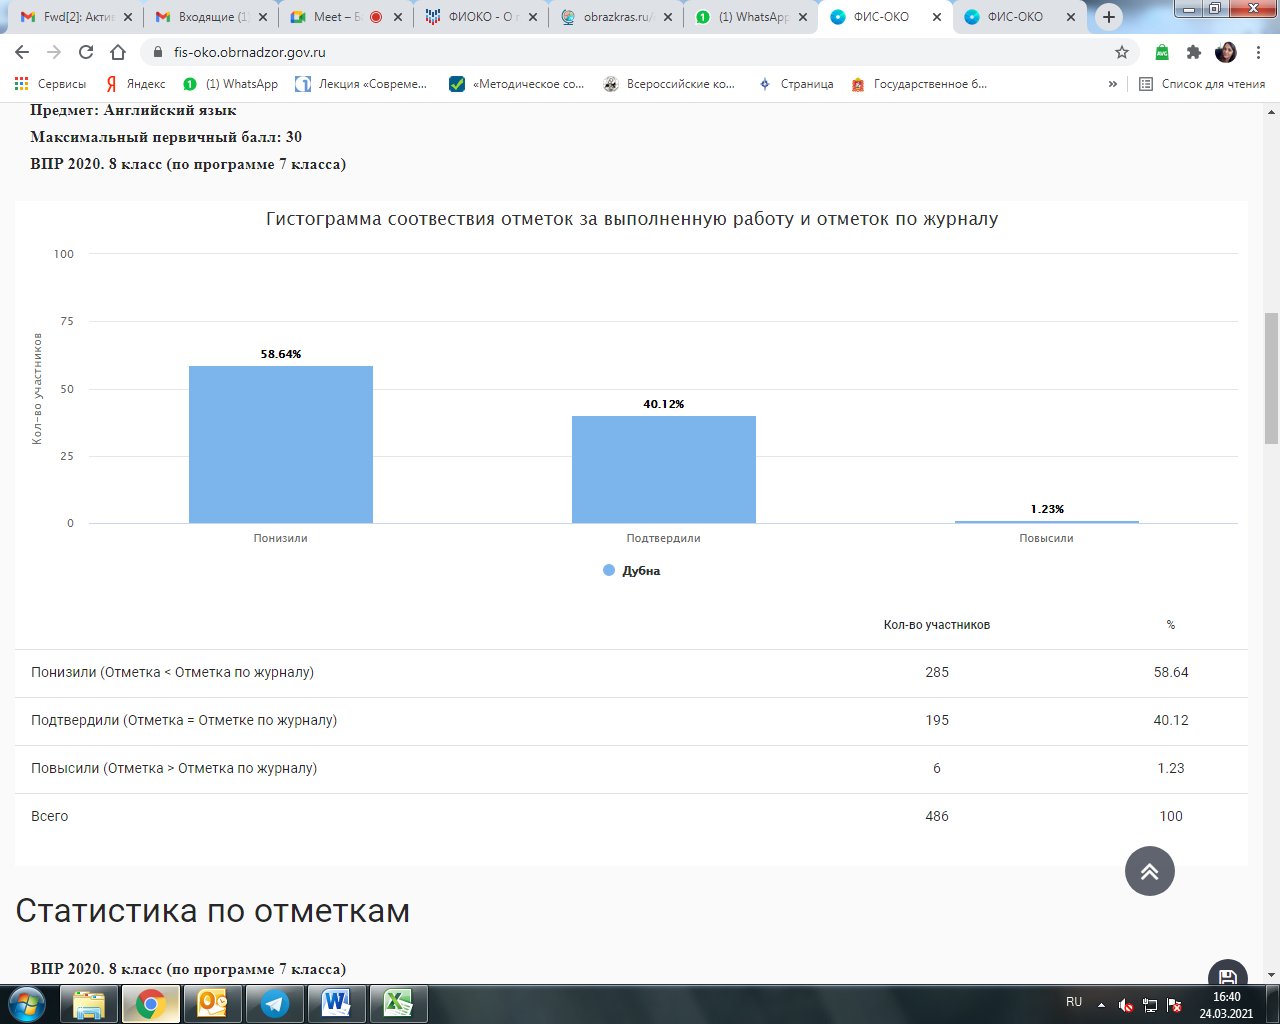 Fwd[2]: Акти
Входящие (1
Meet – Б
ФИОКО - О г
obrazkras.ru/
(1) WhatsApp
ФИС-ОКО
ФИС-ОКО
fis-oko.obrnadzor.gov.ru
Сервисы
Яндекс
(1) WhatsApp
Лекция «Совреме...
«Методическое со...
Всероссийские ко...
Страница
Государственное б...
»
Список для чтения
Предмет: Английский язык
Максимальный первичный балл: 30
ВПР 2020. 8 класс (по программе 7 класса)
Гистограмма соотвествия отметок за выполненную работу и отметок по журналу
Кол-во участников
100
75
50
25
0
58.64%
40.12%
1.23%
Понизили
Подтвердили
Повысили
Дубна
Кол-во участников %
Понизили (Отметка < Отметка по журналу) 285 58.64
Подтвердили (Отметка = Отметке по журналу) 195 40.12
Повысили (Отметка > Отметка по журналу) 6 1.23
Всего 486 100
Статистика по отметкам
ВПР 2020. 8 класс (по программе 7 класса)
RU
16:40
24.03.2021